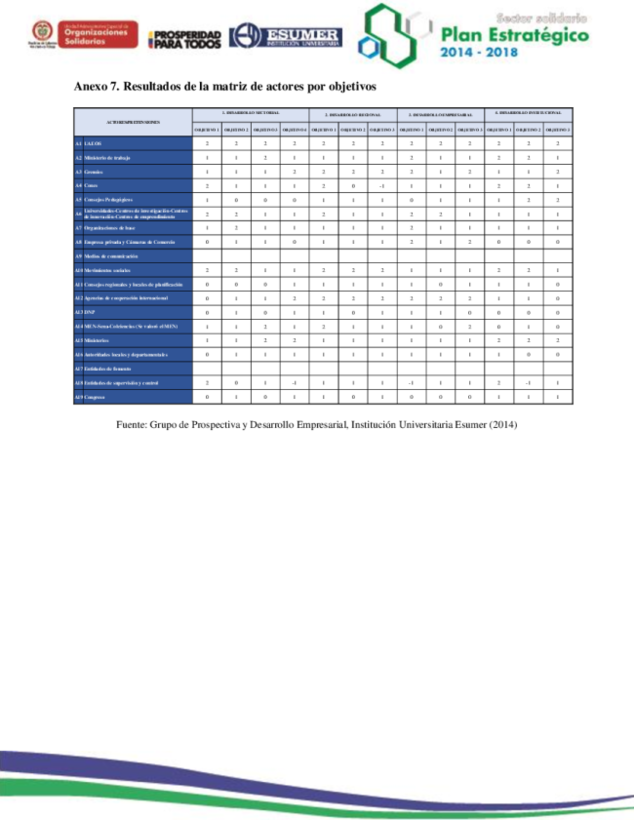 Unidad Administrativa Especial de
Organizaciones
Solidarias
PROSPERIDAD
PARA TODOS
ESUMER
INSTITUCIÓN UNIVERSITARIA
Sector solidario
Plan Estratégico
2014 - 2018
Anexo 7. Resultados de la matriz de actores por objetivos
1. DESARROLLO SECTORIAL 2. DESARROLLO REGIONAL 3. DESARROLLO EMPRESARIAL 4. DESARROLLO INSTITUCIONAL
OBJETIVO 1 OBJETIVO 2 OBJETIVO 3 OBJETIVO 4 OBJETIVO 1 OBJETIVO 2 OBJETIVO 3 OBJETIVO 1 OBJETIVO 2 OBJETIVO 3 OBJETIVO 1 OBJETIVO 2 OBJETIVO 3
A1 UAEOS 2 2 2 2 2 2 2 2 2 2 2 2 2
A2 Ministerio de trabajo 1 1 1 1 1 1 1 2 1 1 2 2 1
A3 Gremios 1 1 1 2 2 2 2 2 1 2 1 1 2
A4 2 1 1 1 2 0 -1 1 1 1 2 2 1
A5 Consejos Pedagógicos 1 0 0 0 1 1 1 0 1 1 1 2 2
A6 Universidades-Centros de investigación-Centros
de innovación-Centros de emprendimiento 2 2 1 1 2 1 1 2 2 1 1 1 1
A7 Organizaciones de base 1 2 1 1 1 1 1 2 1 1 1 1 1
A8 Empresa privada y Cámaras de Comercio 0 1 1 0 1 1 1 2 1 2 0 0 0
A9 Medios de comunicación
A10 Movimientos sociales 2 2 1 1 2 2 2 1 1 1 2 2 1
A11 Consejos regionales y locales de planificación 0 0 0 1 1 1 1 1 0 1 1 1 0
A12 Agencias de cooperación internacional 0 1 1 2 2 2 2 2 2 2 1 1 0
A13 DNP 0 1 0 1 1 0 1 1 1 0 0 0 0
A14 MEN-Sena-Colciencias (Se valoró el MEN) 1 1 2 1 2 1 1 1 0 2 0 1 0
A15 Ministerios 1 1 2 2 1 1 1 1 1 1 2 2 2
A16 Autoridades locales y departamentales 0 1 1 1 1 1 1 1 1 1 1 0 0
A17 Entidades de fomento
A18 Entidades de supervisión y control 2 0 1 -1 1 1 1 -1 1 1 2 -1 1
A19 Congreso 0 1 0 1 1 0 1 0 0 0 1 1 1
Fuente: Grupo de Prospectiva y Desarrollo Empresarial, Institución Universitaria Esumer (2014)